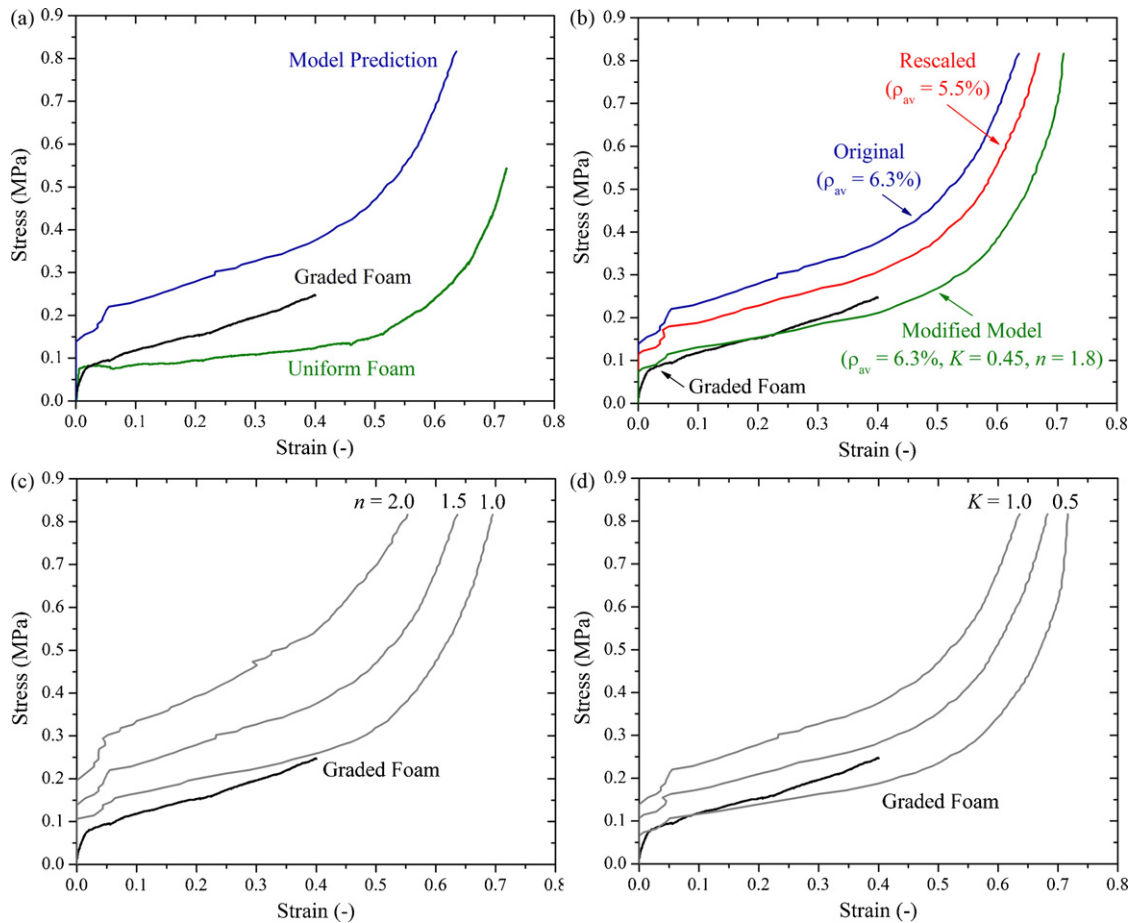 (a)
0.9
0.8
0.7
0.6
0.5
0.4
0.3
0.2
0.1
0.0
Stress (MPa)
Model Prediction
Graded Foam
Uniform Foam
0.0 0.1 0.2 0.3 0.4 0.5 0.6 0.7 0.8
Strain (-)
(b)
0.9
0.8
0.7
0.6
0.5
0.4
0.3
0.2
0.1
0.0
Stress (MPa)
Rescaled
(ρav = 5.5%)
Original
(ρav = 6.3%)
Modified Model
(ρav = 6.3%, K = 0.45, n = 1.8)
Graded Foam
0.0 0.1 0.2 0.3 0.4 0.5 0.6 0.7 0.8
Strain (-)
(c)
0.9
0.8
0.7
0.6
0.5
0.4
0.3
0.2
0.1
0.0
Stress (MPa)
n = 2.0 1.5 1.0
Graded Foam
0.0 0.1 0.2 0.3 0.4 0.5 0.6 0.7 0.8
Strain (-)
(d)
0.9
0.8
0.7
0.6
0.5
0.4
0.3
0.2
0.1
0.0
Stress (MPa)
K = 1.0 0.5
Graded Foam
0.0 0.1 0.2 0.3 0.4 0.5 0.6 0.7 0.8
Strain (-)